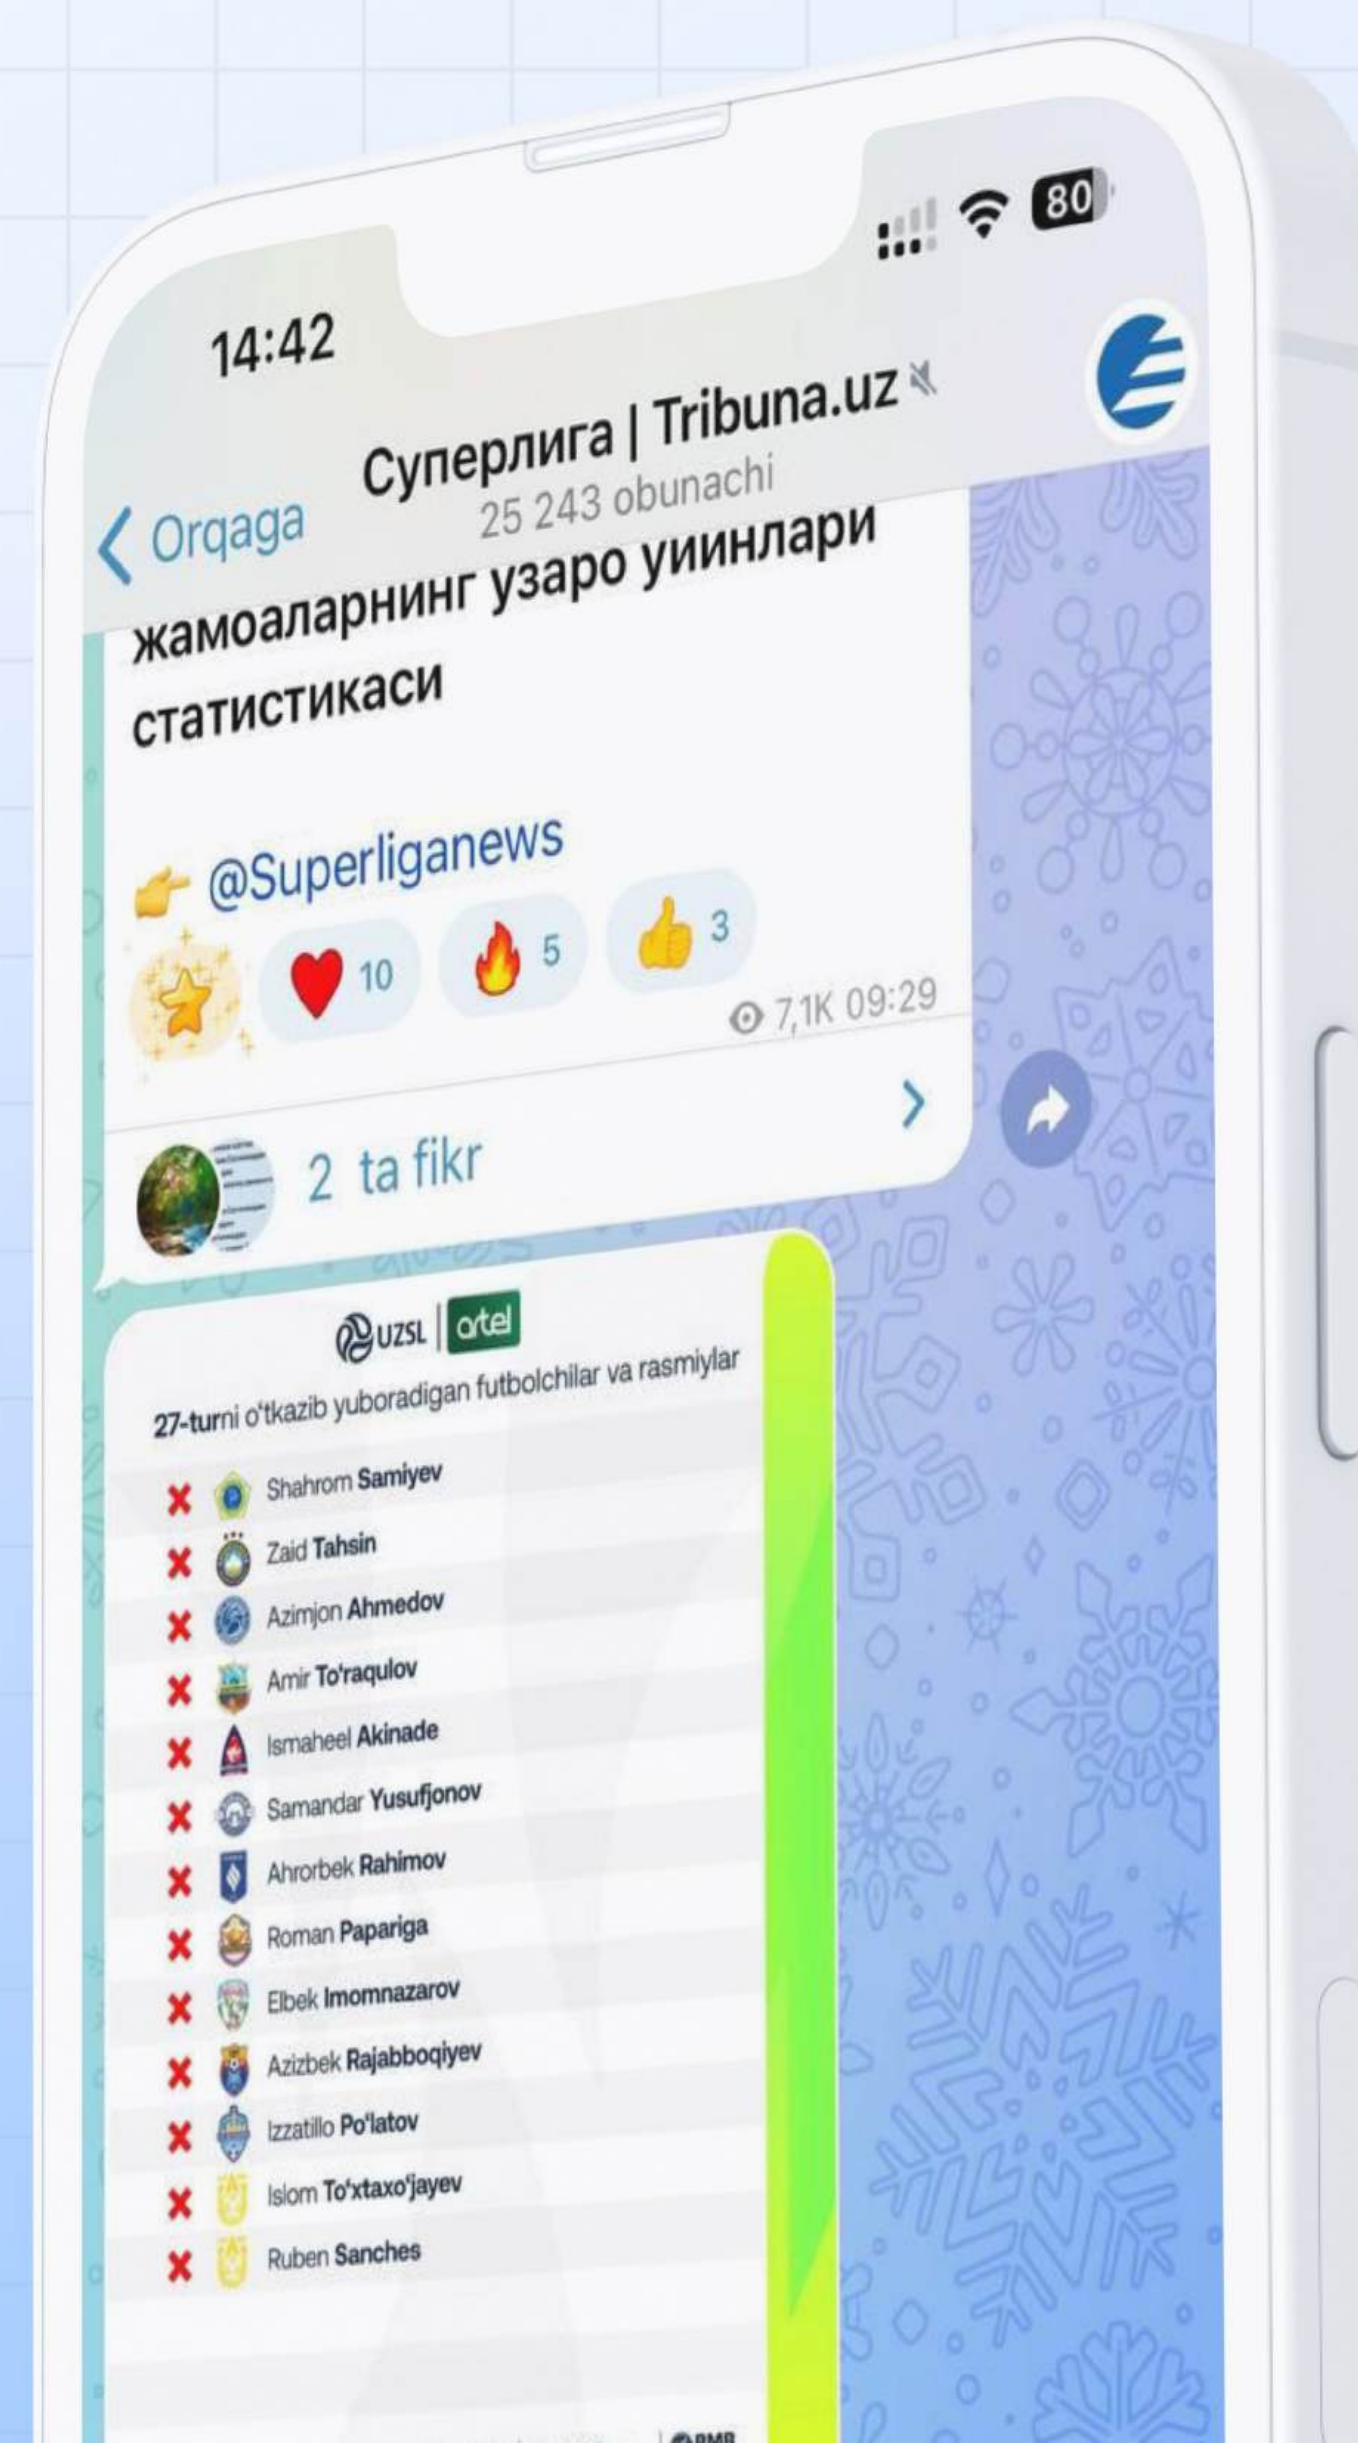 14:42
80
Суперлига | Tribuna.uz
25 243 obunachi
Orqaga
жамоаларнинг узаро уиинлари
статистикаси
@Superliganews
10
5
3
7,1K 09:29
2 ta fikr
UZSL | artel
27-turni o'tkazib yuboradigan futbolchilar va rasmiylar
Shahrom Samiyev
Zaid Tahsin
Azimjon Ahmedov
Amir To'raqulov
Ismaheel Akinade
Samandar Yusufjonov
Ahrorbek Rahimov
Roman Papariga
Elbek Imomnazarov
Azizbek Rajabboqiyev
Izzatillo Po'latov
Islom To'xtaxo'jayev
Ruben Sanches